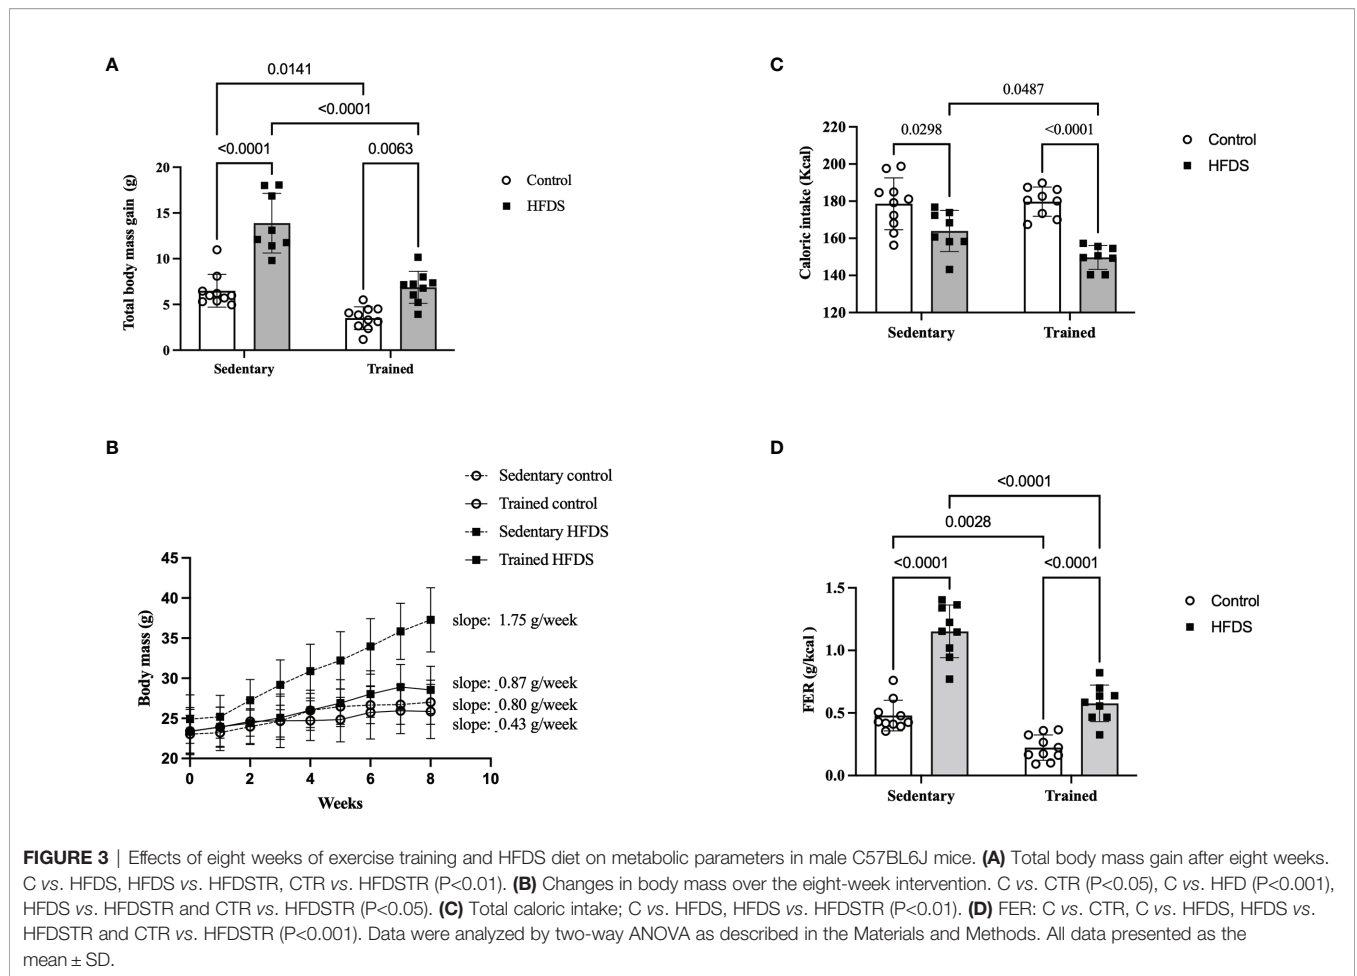 A
0.0141
<0.0001
<0.0001
0.0063
20
15
10
5
0
Total body mass gain (g)
Control
HFDS
Sedentary
Trained
C
0.0487
0.0298
<0.0001
220
200
180
160
140
120
Caloric intake (Kcal)
Control
HFDS
Sedentary
Trained
B
Sedentary control
Trained control
Sedentary HFDS
Trained HFDS
45
40
35
30
25
20
Body mass (g)
slope: 1.75 g/week
slope: 0.87 g/week
slope: 0.80 g/week
slope: 0.43 g/week
0
2
4
6
8
10
Weeks
D
<0.0001
0.0028
<0.0001
<0.0001
1.5
1.0
0.5
0.0
FER (g/kcal )
Control
HFDS
Sedentary
Trained
FIGURE 3 | Effects of eight weeks of exercise training and HFDS diet on metabolic parameters in male C57BL6J mice. (A) Total body mass gain after eight weeks.
C vs. HFDS, HFDS vs. HFDSTR, CTR vs. HFDSTR (P<0.01). (B) Changes in body mass over the eight-week intervention. C vs. CTR (P<0.05), C vs. HFD (P<0.001),
HFDS vs. HFDSTR and CTR vs. HFDSTR (P<0.05). (C) Total caloric intake; C vs. HFDS, HFDS vs. HFDSTR (P<0.01). (D) FER: C vs. CTR, C vs. HFDS, HFDS vs.
HFDSTR and CTR vs. HFDSTR (P<0.001). Data were analyzed by two-way ANOVA as described in the Materials and Methods. All data presented as the
mean ± SD.